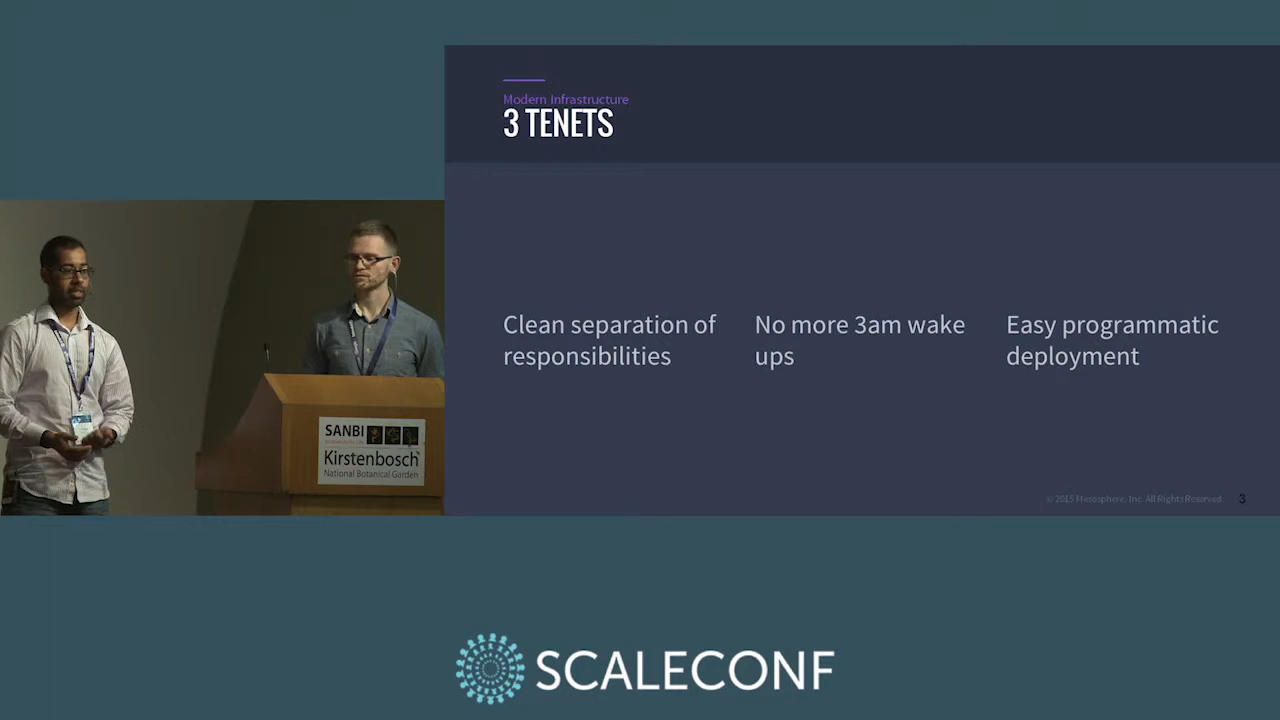 Modern Infrastructure
3 TENETS
Clean separation of
responsibilities
No more 3am wake
ups
Easy programmatic
deployment
© 2015 Mesosphere, Inc. All Rights Reserved.
3
SANBI
Kirstenbosch
National Botanical Garden
SCALECONF